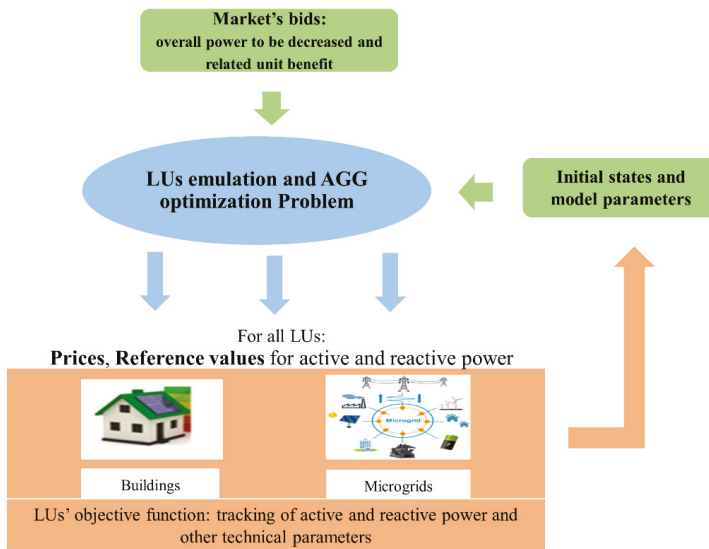 Market's bids:
overall power to be decreased and
related unit benefit
LUs emulation and AGG
optimization Problem
Initial states and
model parameters
For all LUs:
Prices, Reference values for active and reactive power
Microgrid
Buildings
Microgrids
LUs' objective function: tracking of active and reactive power and
other technical parameters